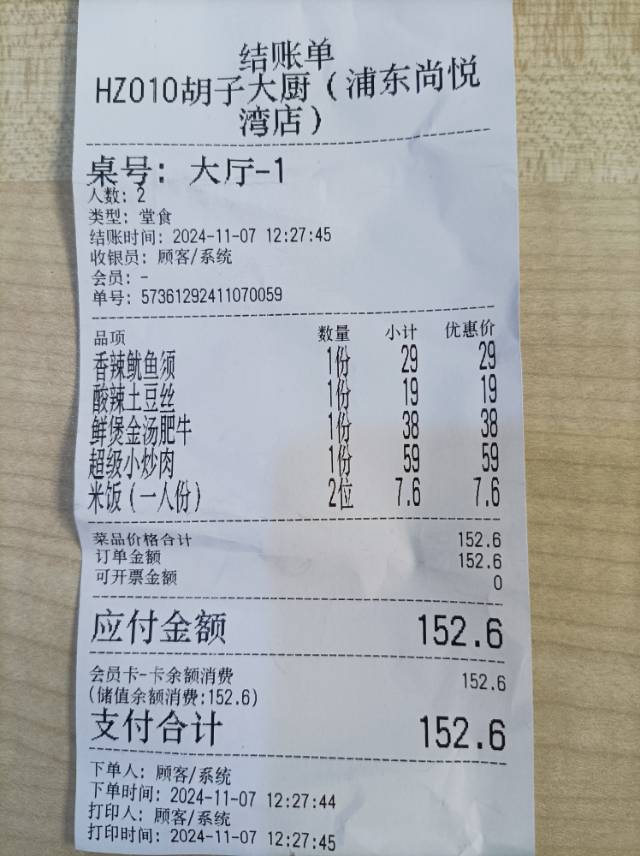 结账单
HZ010胡子大厨（浦东尚悦
湾店）
桌号: 大厅-1
人数: 2
类型: 堂食
结账时间: 2024-11-07 12:27:45
收银员: 顾客/系统
会员: -
单号: 57361292411070059
品项 数量 小计 优惠价
香辣鱿鱼须 1份 29 29
酸辣土豆丝 1份 19 19
鲜煲金汤肥牛 1份 38 38
超级小炒肉 1份 59 59
米饭（一人份） 2位 7.6 7.6
菜品价格合计 152.6
订单金额 152.6
可开票金额 0
应付金额 152.6
会员卡-卡余额消费 152.6
(储值余额消费:152.6)
支付合计 152.6
下单人: 顾客/系统
下单时间: 2024-11-07 12:27:44
打印人: 顾客/系统
打印时间: 2024-11-07 12:27:45